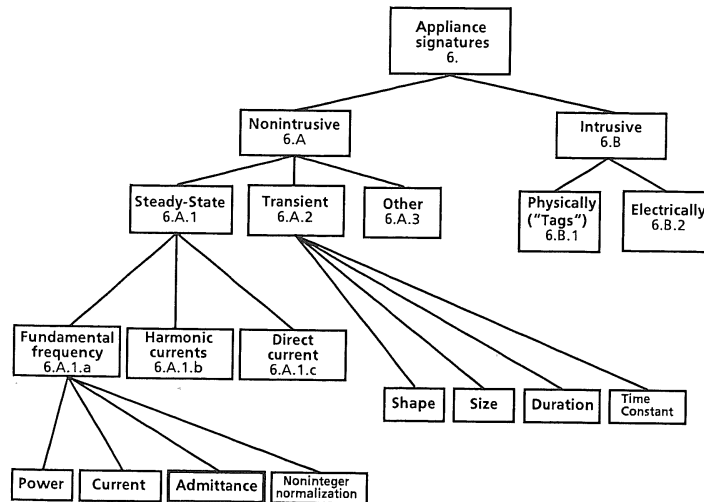 Appliance
signatures
6.
Nonintrusive
6.A
Intrusive
6.B
Steady-State
6.A.1
Transient
6.A.2
Other
6.A.3
Physically
("Tags")
6.B.1
Electrically
6.B.2
Fundamental
frequency
6.A.1.a
Harmonic
currents
6.A.1.b
Direct
current
6.A.1.c
Shape
Size
Duration
Time
Constant
Power
Current
Admittance
Noninteger
normalization